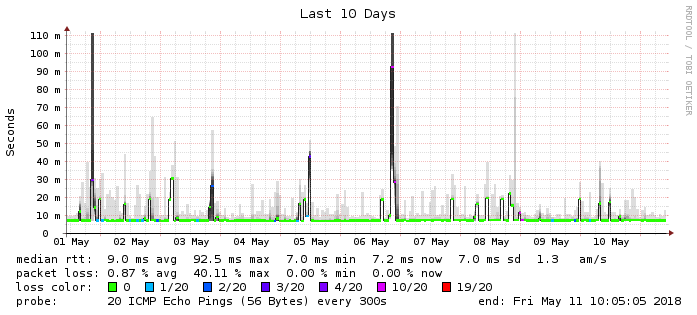 Last 10 Days
RRDTOOL / TOBI OETIKER
Seconds
110 m
100 m
90 m
80 m
70 m
60 m
50 m
40 m
30 m
20 m
10 m
0
01 May 02 May 03 May 04 May 05 May 06 May 07 May 08 May 09 May 10 May
median rtt: 9.0 ms avg 92.5 ms max 7.0 ms min 7.2 ms now 7.0 ms sd 1.3 am/s
packet loss: 0.87 % avg 40.11 % max 0.00 % min 0.00 % now
loss color: 0 1/20 2/20 3/20 4/20 10/20 19/20
probe: 20 ICMP Echo Pings (56 Bytes) every 300s end: Fri May 11 10:05:05 2018